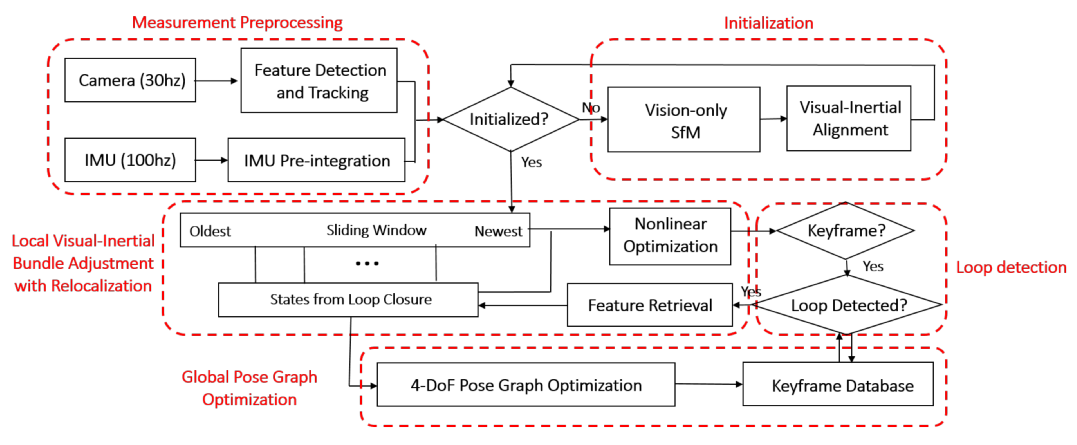 Measurement Preprocessing
Initialization
Camera (30hz)
Feature Detection
and Tracking
Initialized?
No
Vision-only
SfM
Visual-Inertial
Alignment
IMU (100hz)
IMU Pre-integration
Yes
Local Visual-Inertial
Bundle Adjustment
with Relocalization
Oldest
Sliding Window
Newest
Nonlinear
Optimization
Keyframe?
Yes
Loop detection
States from Loop Closure
Feature Retrieval
Yes
Loop Detected?
Global Pose Graph
Optimization
4-DoF Pose Graph Optimization
Keyframe Database